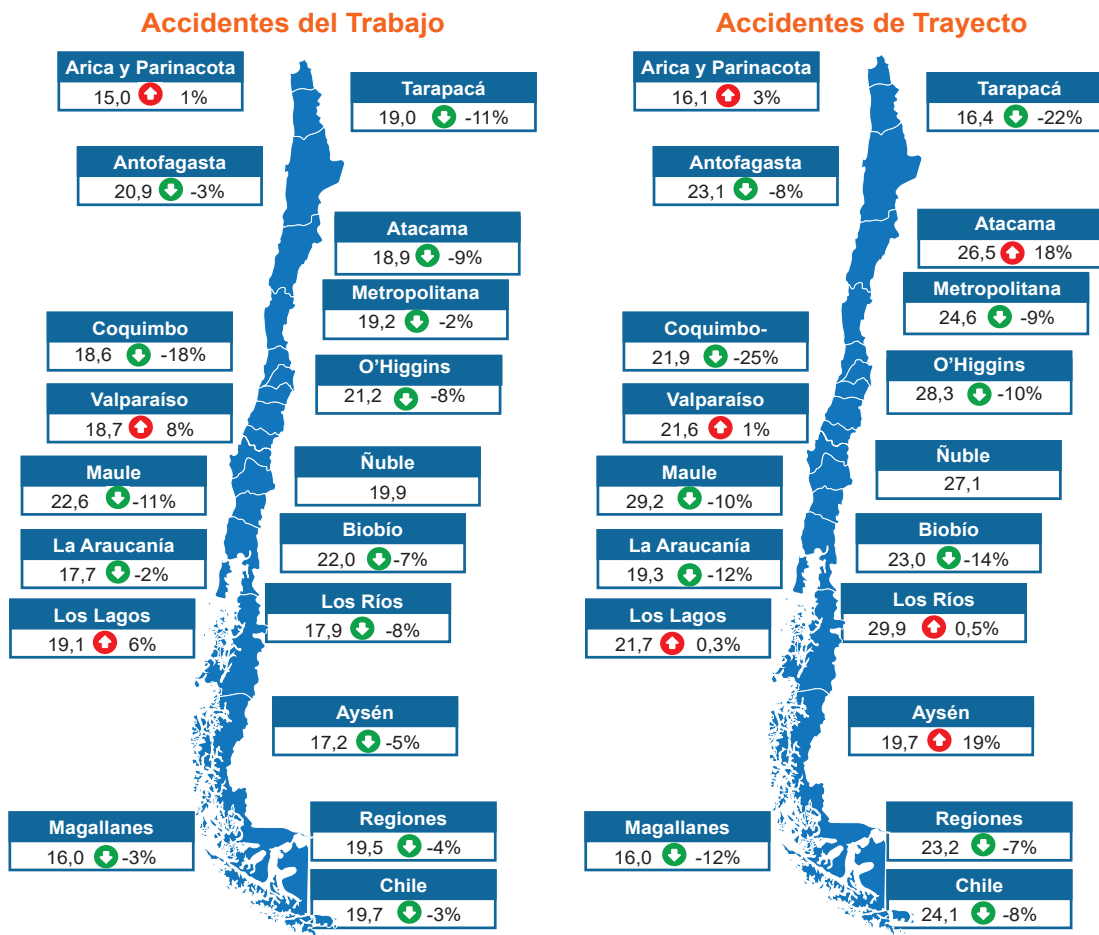 Accidentes del Trabajo
Arica y Parinacota
15,0 1%
Tarapacá
19,0 -11%
Antofagasta
20,9 -3%
Atacama
18,9 -9%
Metropolitana
19,2 -2%
Coquimbo
18,6 -18%
O’Higgins
21,2 -8%
Valparaíso
18,7 8%
Ñuble
19,9
Maule
22,6 -11%
Biobío
22,0 -7%
La Araucanía
17,7 -2%
Los Ríos
17,9 -8%
Los Lagos
19,1 6%
Aysén
17,2 -5%
Magallanes
16,0 -3%
Regiones
19,5 -4%
Chile
19,7 -3%
Accidentes de Trayecto
Arica y Parinacota
16,1 3%
Tarapacá
16,4 -22%
Antofagasta
23,1 -8%
Atacama
26,5 18%
Metropolitana
24,6 -9%
Coquimbo-
21,9 -25%
O’Higgins
28,3 -10%
Valparaíso
21,6 1%
Ñuble
27,1
Maule
29,2 -10%
Biobío
23,0 -14%
La Araucanía
19,3 -12%
Los Ríos
29,9 0,5%
Los Lagos
21,7 0,3%
Aysén
19,7 19%
Magallanes
16,0 -12%
Regiones
23,2 -7%
Chile
24,1 -8%